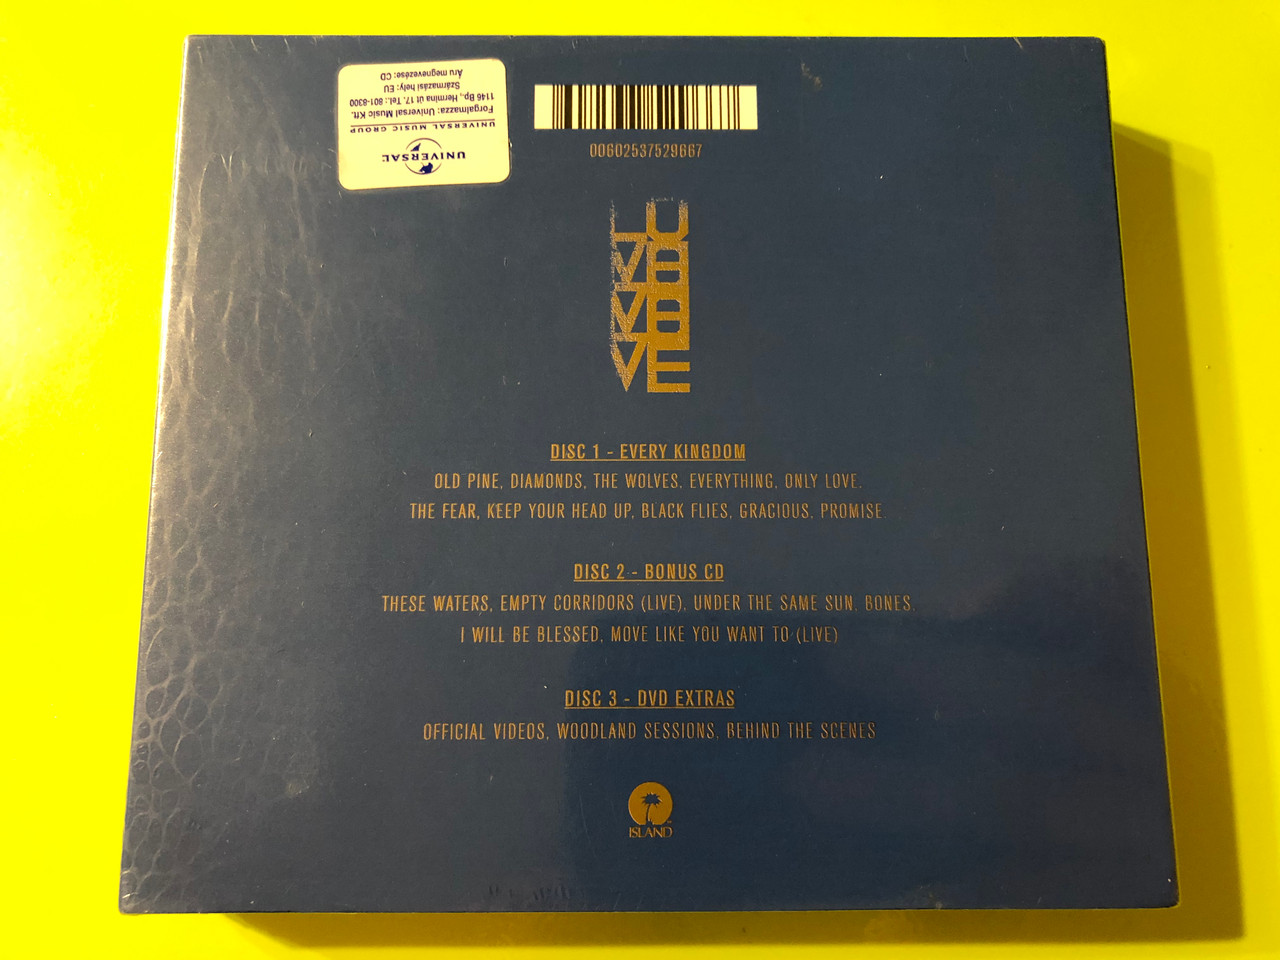 UNIVERSAL
UNIVERSAL MUSIC GROUP
Forgalmazza: Universal Music Kft.
1146 Bp., Hermina út 17. Tel.: 801-8300
Származási hely: EU
Áru megnevezése: CD
00602537529667
DISC 1 - EVERY KINGDOM
OLD PINE, DIAMONDS, THE WOLVES, EVERYTHING, ONLY LOVE,
THE FEAR, KEEP YOUR HEAD UP, BLACK FLIES, GRACIOUS, PROMISE.
DISC 2 - BONUS CD
THESE WATERS, EMPTY CORRIDORS (LIVE), UNDER THE SAME SUN, BONES,
I WILL BE BLESSED, MOVE LIKE YOU WANT TO (LIVE)
DISC 3 - DVD EXTRAS
OFFICIAL VIDEOS, WOODLAND SESSIONS, BEHIND THE SCENES
ISLAND